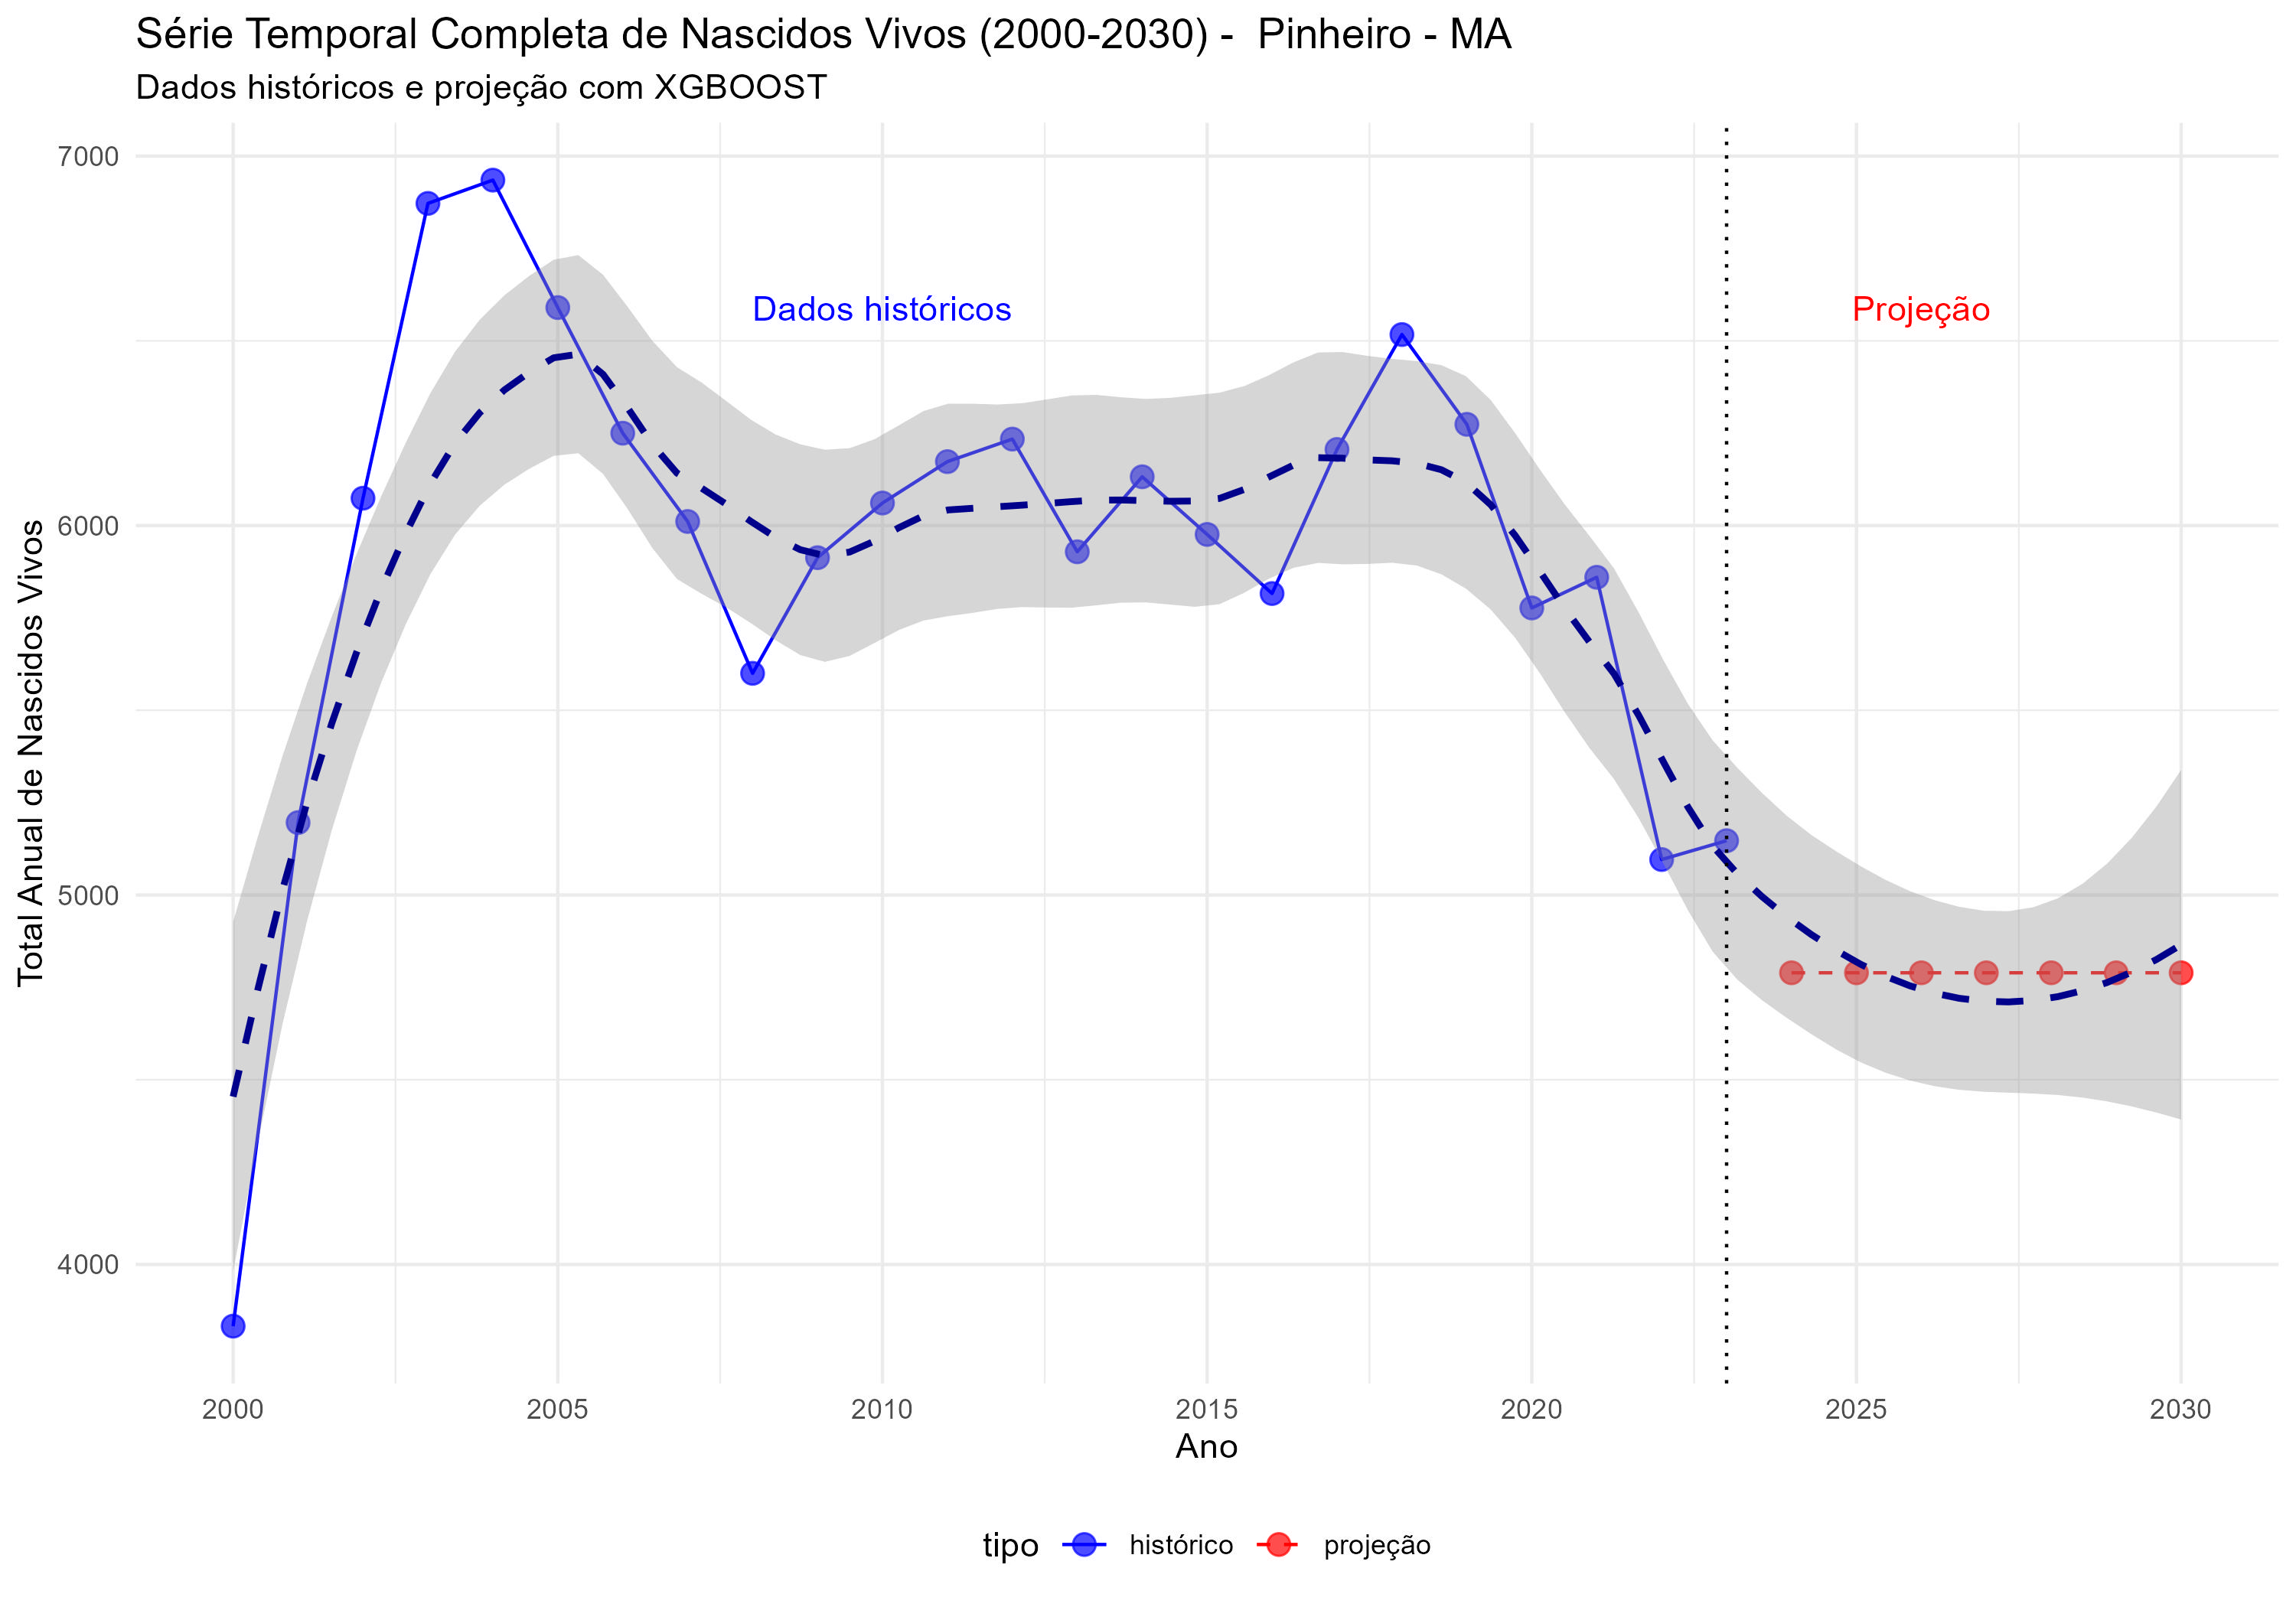 Série Temporal Completa de Nascidos Vivos (2000-2030) -  Pinheiro - MA
Dados históricos e projeção com XGBOOST
Total Anual de Nascidos Vivos
7000
6000
5000
4000
Dados históricos
Projeção
2000 2005 2010 2015 2020 2025 2030
Ano
tipo histórico projeção